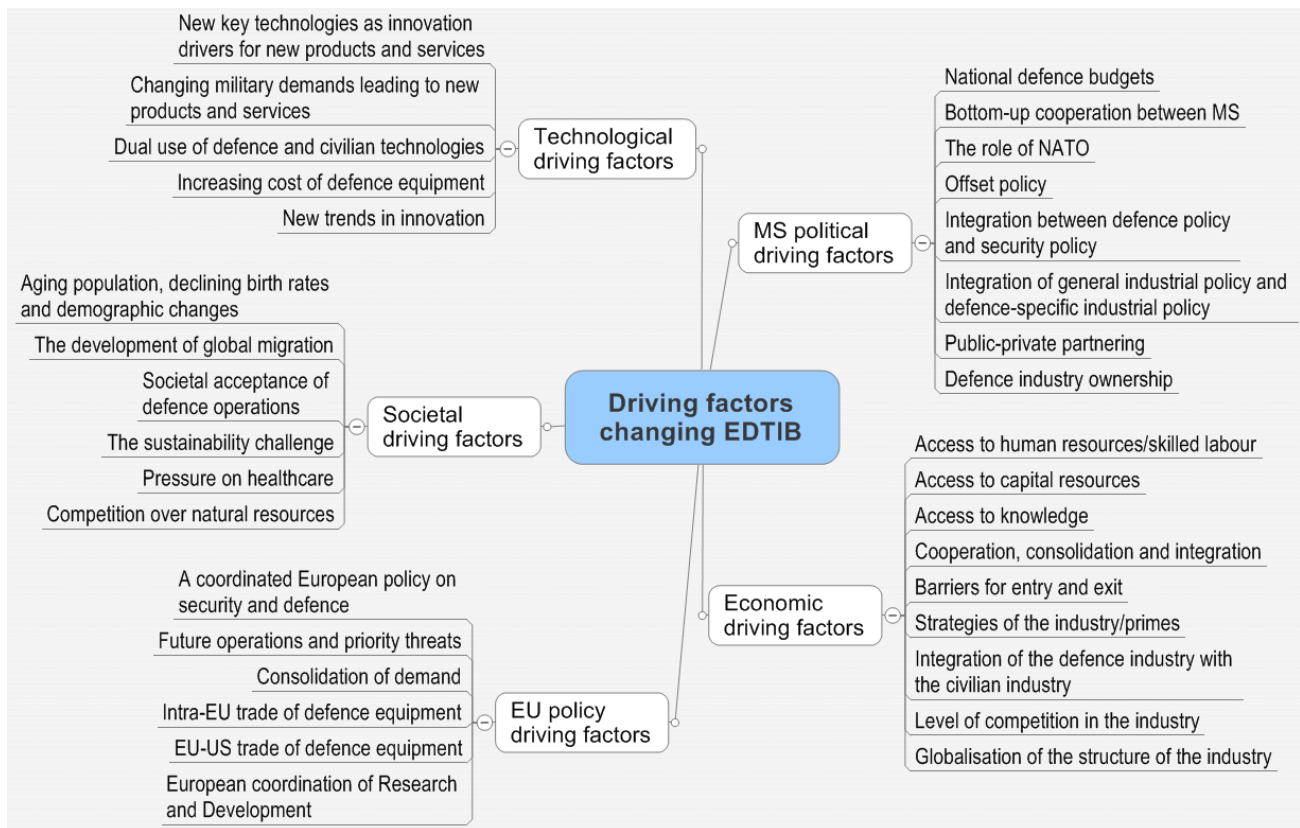 New key technologies as innovation
drivers for new products and services
Changing military demands leading to new
products and services
Dual use of defence and civilian technologies
Increasing cost of defence equipment
New trends in innovation
Technological
driving factors
Aging population, declining birth rates
and demographic changes
The development of global migration
Societal acceptance of
defence operations
The sustainability challenge
Pressure on healthcare
Competition over natural resources
Societal
driving factors
A coordinated European policy on
security and defence
Future operations and priority threats
Consolidation of demand
Intra-EU trade of defence equipment
EU-US trade of defence equipment
European coordination of Research
and Development
EU policy
driving factors
Driving factors
changing EDTIB
MS political
driving factors
National defence budgets
Bottom-up cooperation between MS
The role of NATO
Offset policy
Integration between defence policy
and security policy
Integration of general industrial policy and
defence-specific industrial policy
Public-private partnering
Defence industry ownership
Economic
driving factors
Access to human resources/skilled labour
Access to capital resources
Access to knowledge
Cooperation, consolidation and integration
Barriers for entry and exit
Strategies of the industry/primes
Integration of the defence industry with
the civilian industry
Level of competition in the industry
Globalisation of the structure of the industry